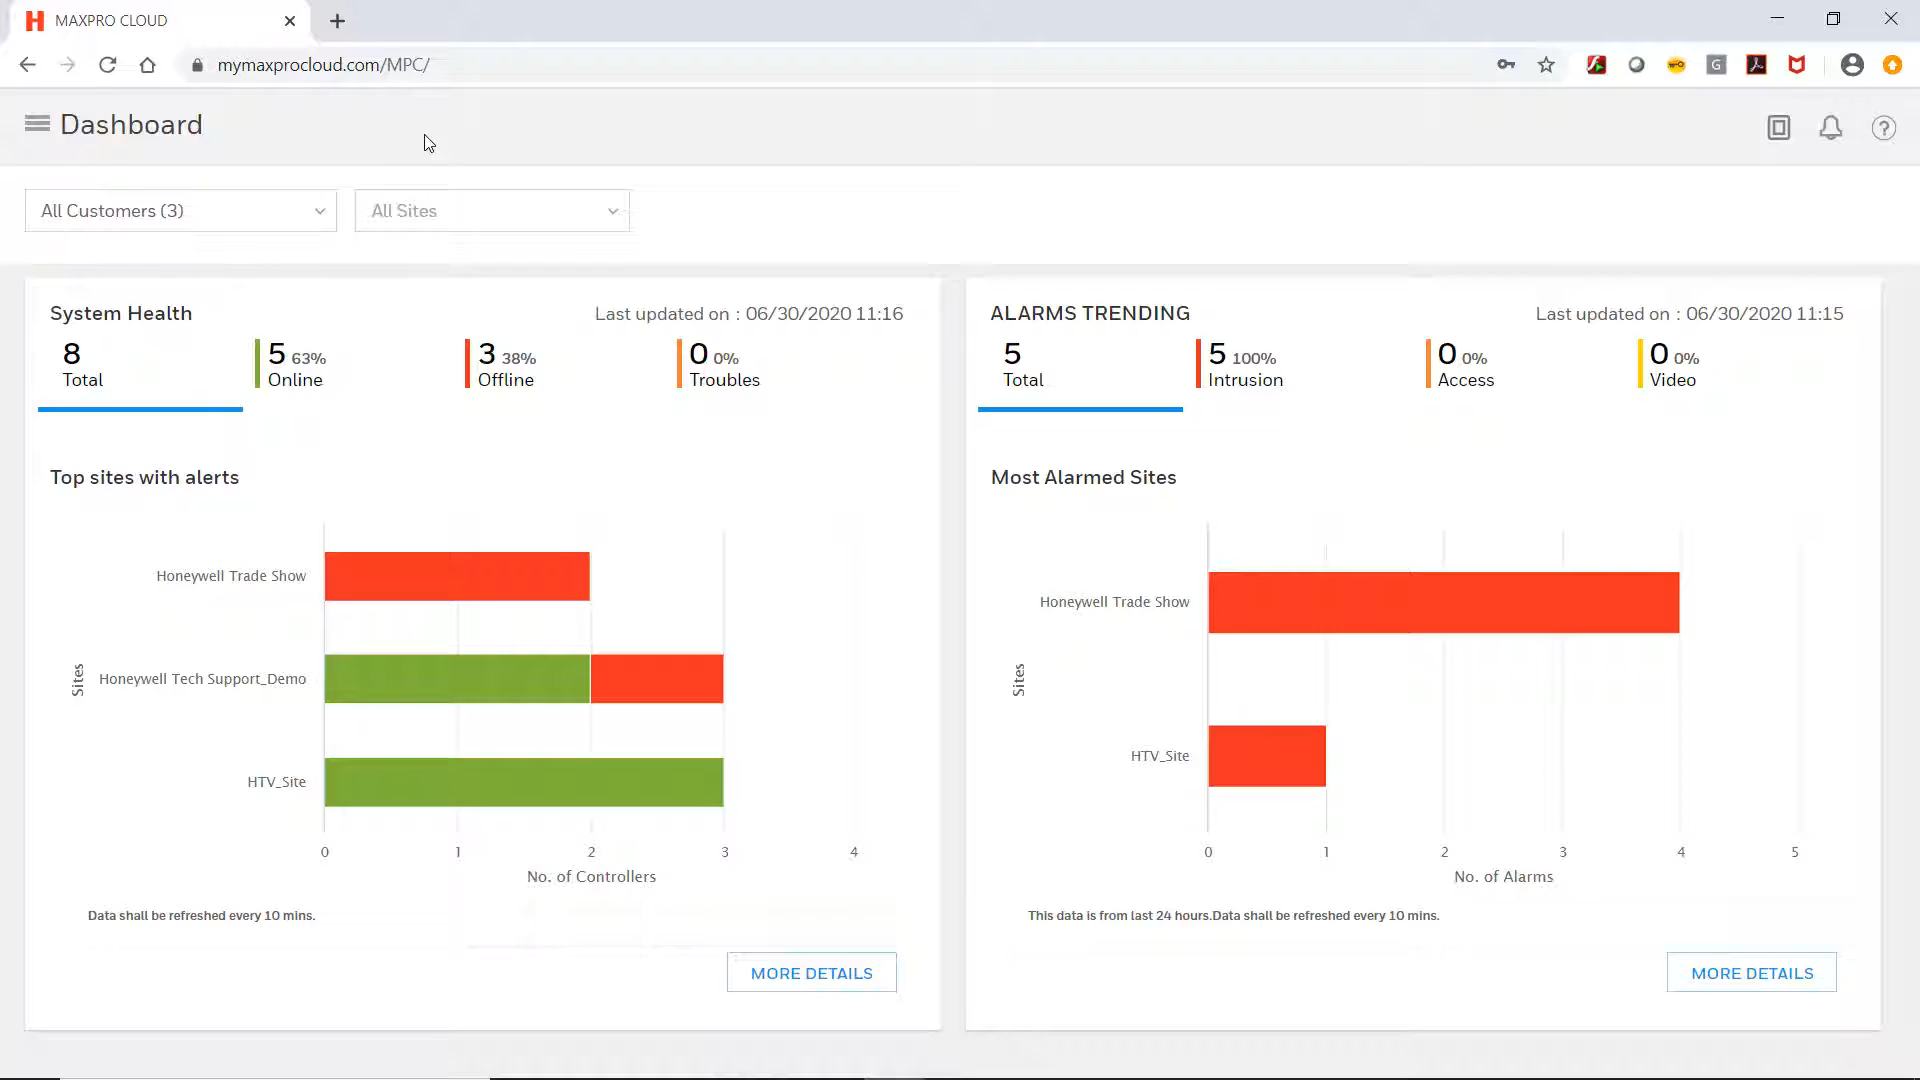 MAXPRO CLOUD
mymaxprocloud.com/MPC/
Dashboard
All Customers (3)
All Sites
System Health
Last updated on : 06/30/2020 11:16
8
Total
5 63%
Online
3 38%
Offline
0 0%
Troubles
Top sites with alerts
Honeywell Trade Show
Honeywell Tech Support_Demo
HTV_Site
Sites
0 1 2 3 4
No. of Controllers
Data shall be refreshed every 10 mins.
MORE DETAILS
ALARMS TRENDING
Last updated on : 06/30/2020 11:15
5
Total
5 100%
Intrusion
0 0%
Access
0 0%
Video
Most Alarmed Sites
Honeywell Trade Show
HTV_Site
Sites
0 1 2 3 4 5
No. of Alarms
This data is from last 24 hours.Data shall be refreshed every 10 mins.
MORE DETAILS